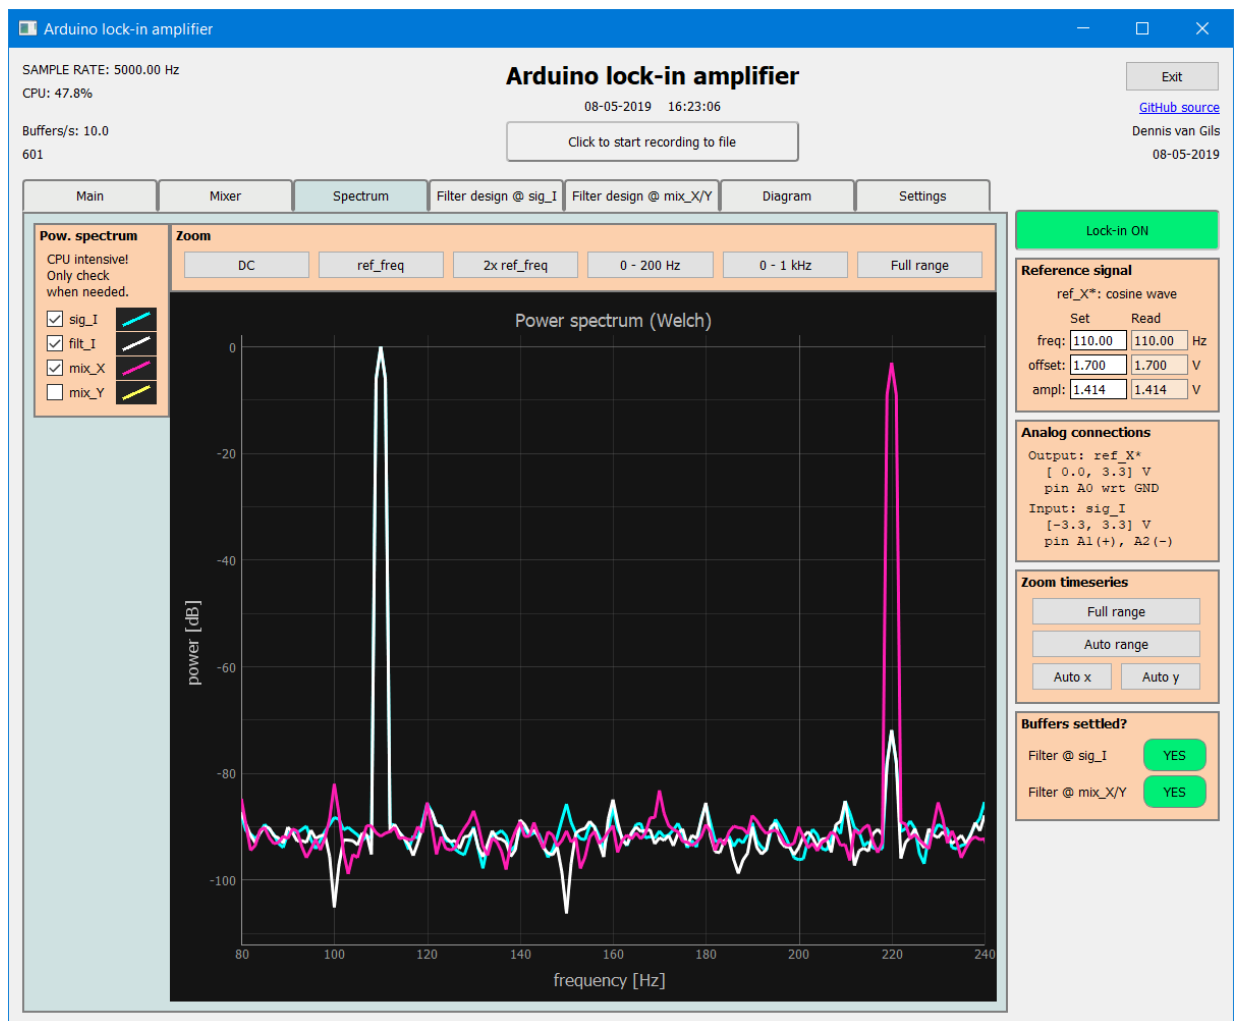 Arduino lock-in amplifier
SAMPLE RATE: 5000.00 Hz
CPU: 47.8%
Buffers/s: 10.0
601
Arduino lock-in amplifier
08-05-2019 16:23:06
Click to start recording to file
Exit
GitHub source
Dennis van Gils
08-05-2019
Main Mixer Spectrum Filter design @ sig_I Filter design @ mix_X/Y Diagram Settings
Pow. spectrum
CPU intensive!
Only check
when needed.
sig_I
filt_I
mix_X
mix_Y
Zoom
DC ref_freq 2x ref_freq 0 - 200 Hz 0 - 1 kHz Full range
Power spectrum (Welch)
0
-20
-40
-60
-80
-100
power [dB]
80 100 120 140 160 180 200 220 240
frequency [Hz]
Lock-in ON
Reference signal
ref_X*: cosine wave
Set Read
freq: 110.00 110.00 Hz
offset: 1.700 1.700 V
ampl: 1.414 1.414 V
Analog connections
Output: ref_X*
[ 0.0, 3.3] V
pin A0 wrt GND
Input: sig_I
[-3.3, 3.3] V
pin A1(+), A2(-)
Zoom timeseries
Full range
Auto range
Auto x Auto y
Buffers settled?
Filter @ sig_I YES
Filter @ mix_X/Y YES